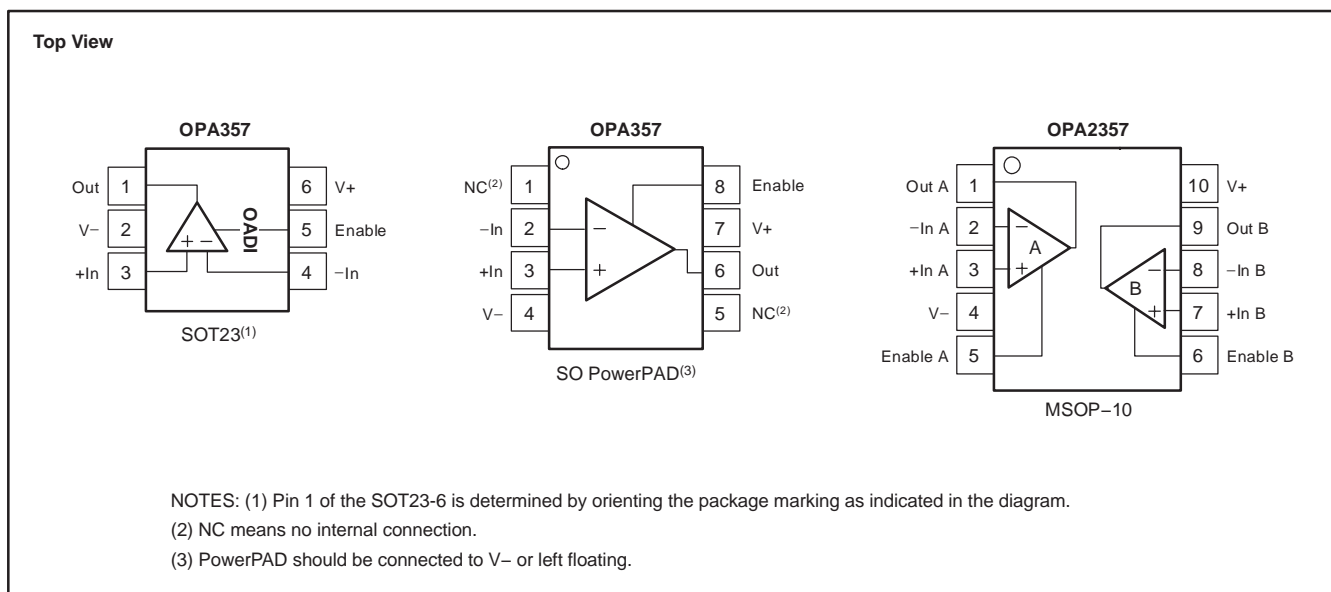 Top View
OPA357
Out 1
V− 2
+In 3
6 V+
5 Enable
4 −In
+ −
OADI
SOT23(1)
OPA357
NC(2) 1
−In 2
+In 3
V− 4
8 Enable
7 V+
6 Out
5 NC(2)
−
+
SO PowerPAD(3)
OPA2357
Out A 1
−In A 2
+In A 3
V− 4
Enable A 5
10 V+
9 Out B
8 −In B
7 +In B
6 Enable B
−
A
+
−
B
+
MSOP−10
NOTES: (1) Pin 1 of the SOT23-6 is determined by orienting the package marking as indicated in the diagram.
(2) NC means no internal connection.
(3) PowerPAD should be connected to V− or left floating.